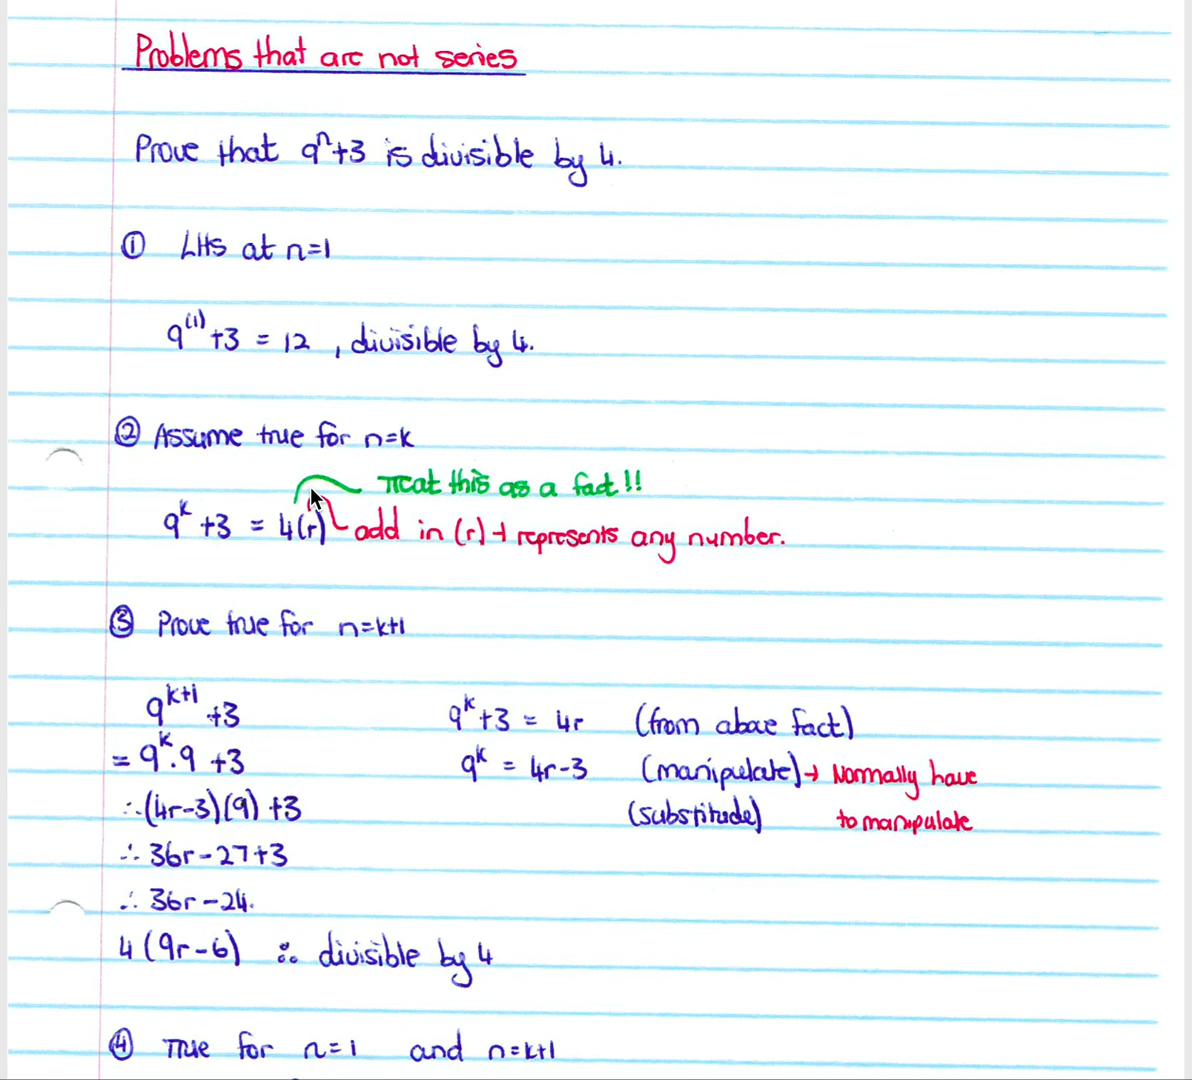 Problems that are not series
Prove that 9ⁿ+3 is divisible by 4.
① LHS at n=1
9⁽¹⁾+3 = 12 , divisible by 4.
② Assume true for n=k
Treat this as a fact!!
9ᵏ +3 = 4(r) add in (r) → represents any number.
③ Prove true for n=k+1
9ᵏ⁺¹ +3 9ᵏ+3 = 4r (from above fact)
= 9ᵏ.9 +3 9ᵏ = 4r-3 (manipulate) → Normally have
∴(4r-3)(9) +3 (substitude) to manipulate
∴ 36r-27+3
∴ 36r-24.
4(9r-6) ∴ divisible by 4
④ True for n=1 and n=k+1